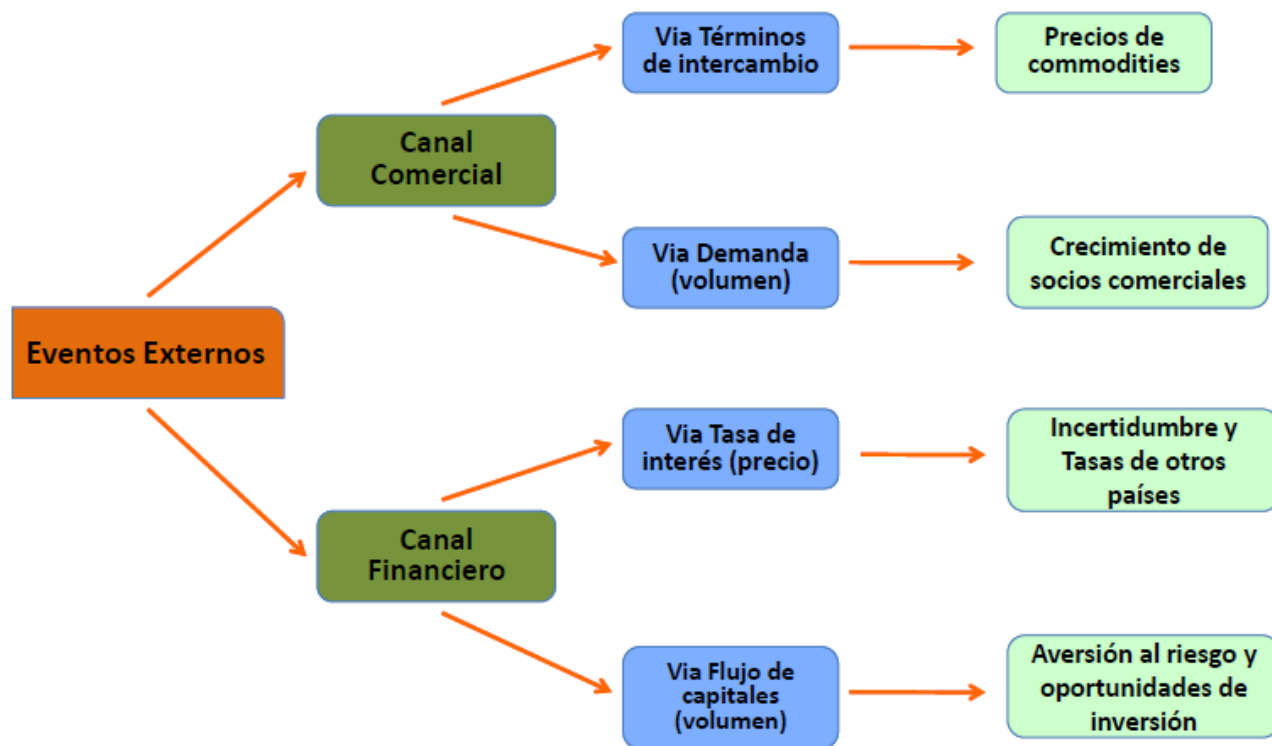 Via Términos
de intercambio
Precios de
commodities
Canal
Comercial
Via Demanda
(volumen)
Crecimiento de
socios comerciales
Eventos Externos
Via Tasa de
interés (precio)
Incertidumbre y
Tasas de otros
países
Canal
Financiero
Via Flujo de
capitales
(volumen)
Aversión al riesgo y
oportunidades de
inversión